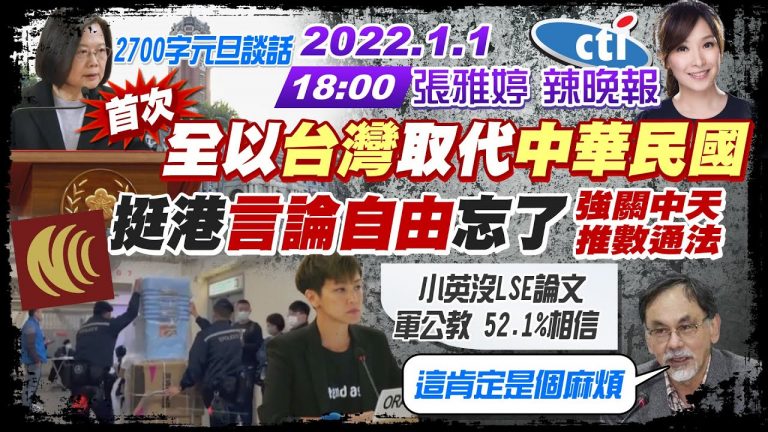 2700字元旦談話
2022.1.1
cti
18:00 張雅婷 辣晚報
首次
全以台灣取代中華民國
挺港言論自由忘了
強關中天
推數通法
小英沒LSE論文
軍公教 52.1%相信
這肯定是個麻煩